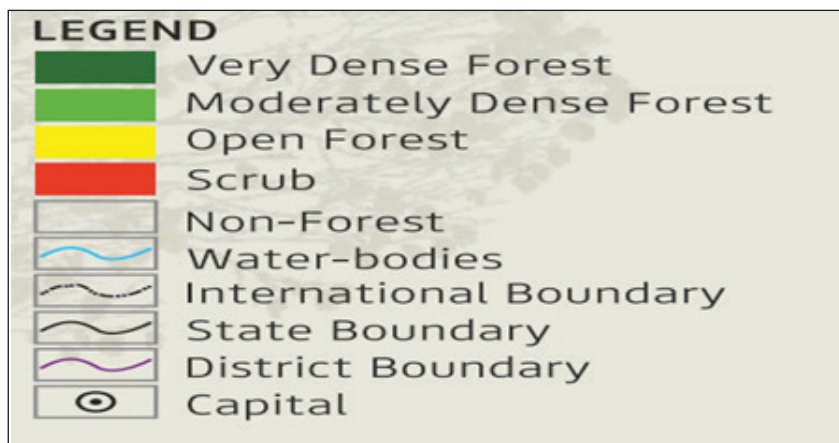 LEGEND
Very Dense Forest
Moderately Dense Forest
Open Forest
Scrub
Non-Forest
Water-bodies
International Boundary
State Boundary
District Boundary
Capital